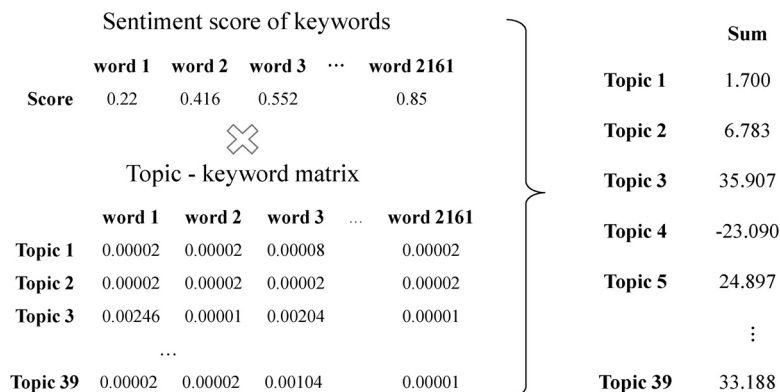 Sentiment score of keywords
word 1 word 2 word 3 ... word 2161
Score 0.22 0.416 0.552 0.85
Topic - keyword matrix
word 1 word 2 word 3 ... word 2161
Topic 1 0.00002 0.00002 0.00008 0.00002
Topic 2 0.00002 0.00002 0.00002 0.00002
Topic 3 0.00246 0.00001 0.00204 0.00001
...
Topic 39 0.00002 0.00002 0.00104 0.00001
Sum
Topic 1 1.700
Topic 2 6.783
Topic 3 35.907
Topic 4 -23.090
Topic 5 24.897
⋮
Topic 39 33.188